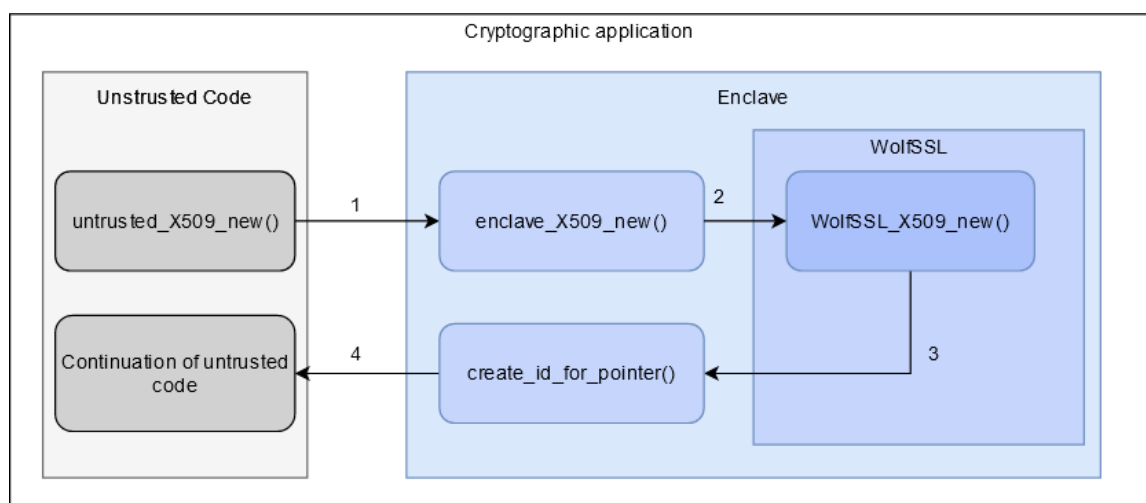 Cryptographic application
Unstrusted Code
Enclave
WolfSSL
untrusted_X509_new()
1
enclave_X509_new()
2
WolfSSL_X509_new()
3
create_id_for_pointer()
4
Continuation of untrusted
code